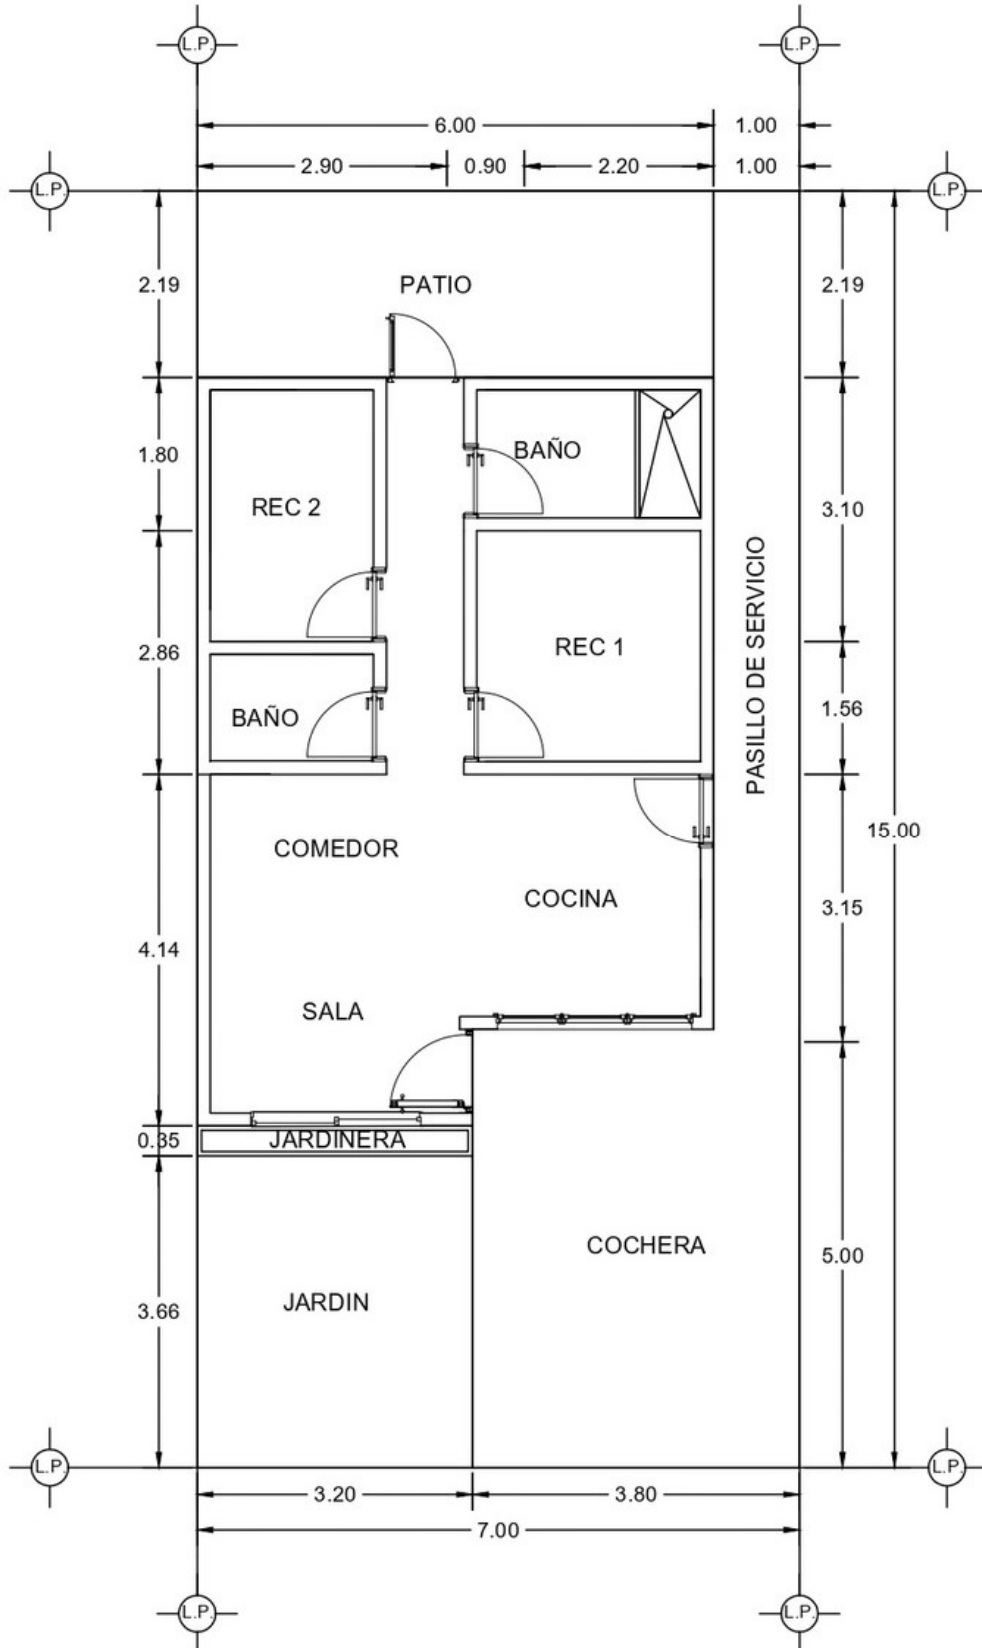 L.P. L.P.
6.00 1.00
2.90 0.90 2.20 1.00
L.P. L.P.
2.19 PATIO 2.19
1.80 REC 2 BAÑO 3.10
PASILLO DE SERVICIO
2.86 REC 1
BAÑO 1.56
15.00
COMEDOR
COCINA 3.15
4.14
SALA
0.35 JARDINERA
COCHERA 5.00
3.66 JARDIN
L.P. L.P.
3.20 3.80
7.00
L.P. L.P.